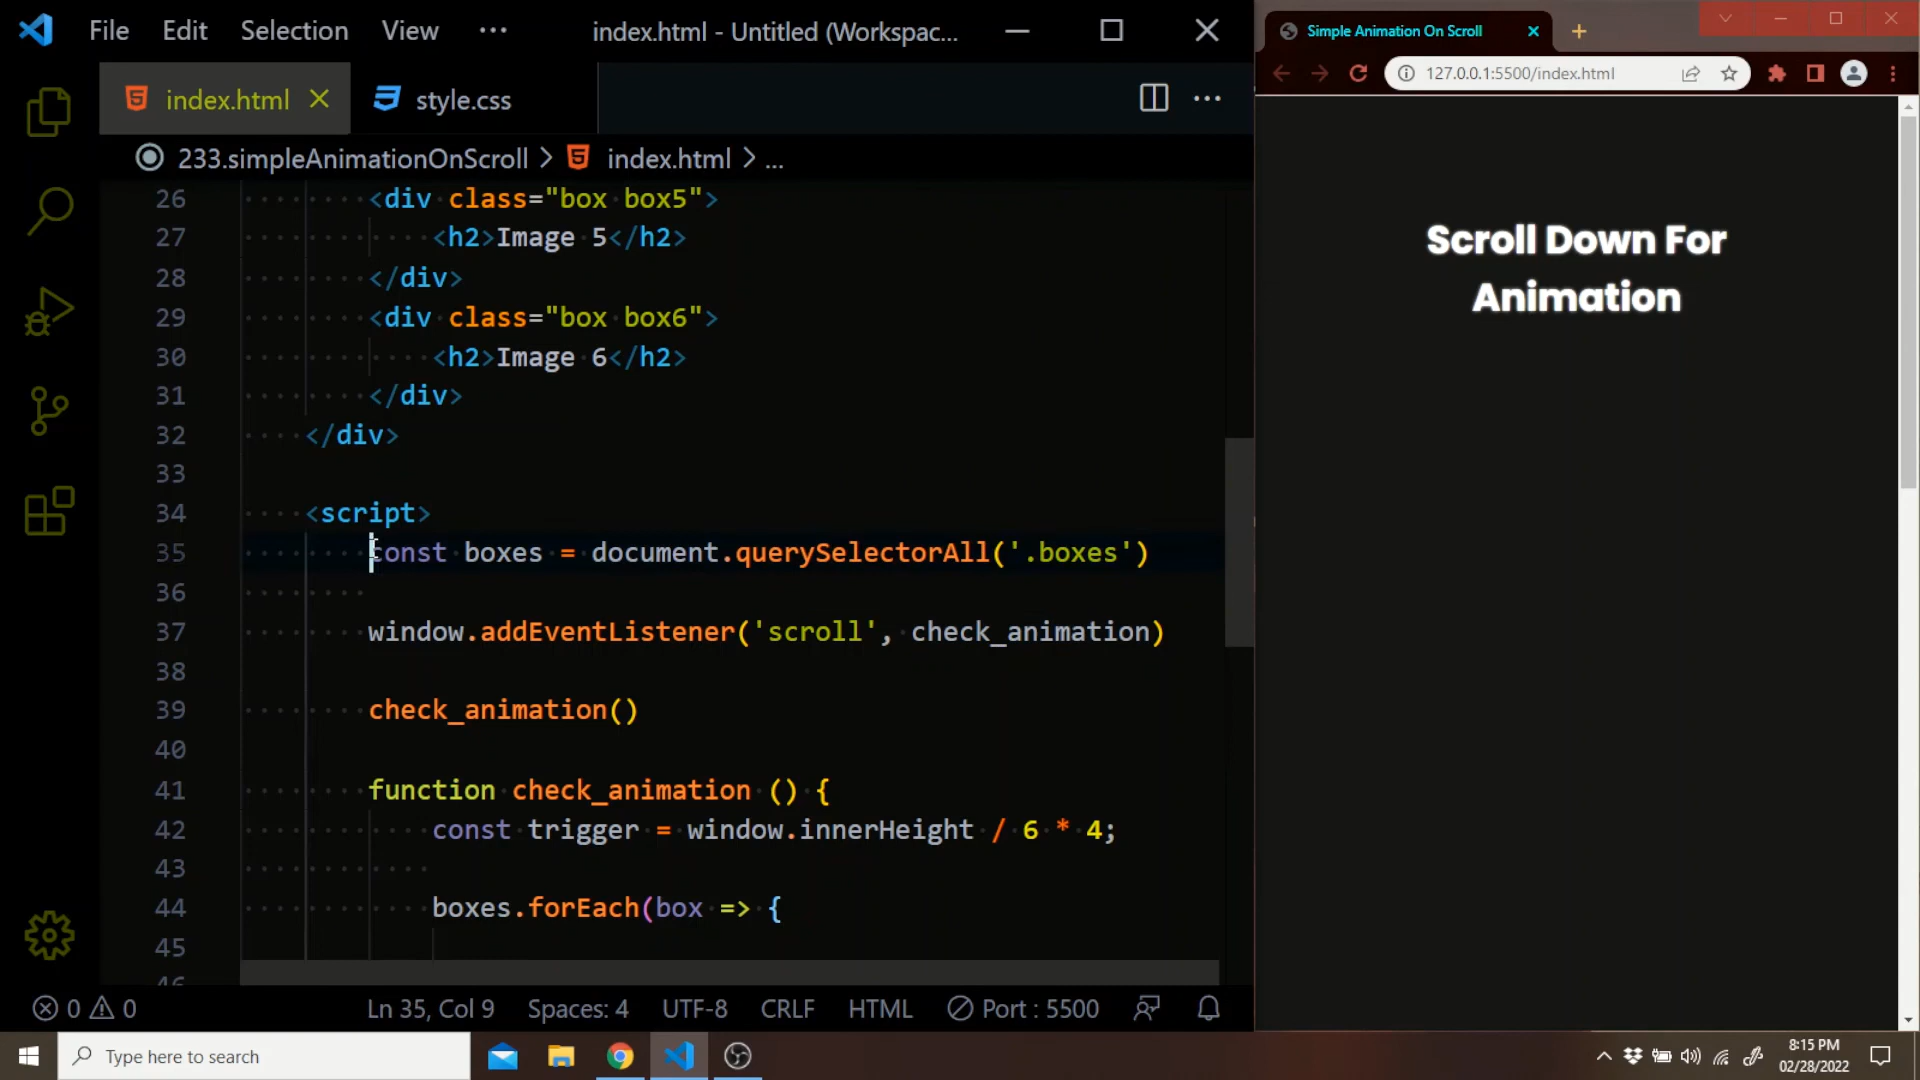 File Edit Selection View ··· index.html - Untitled (Workspac...
index.html style.css
233.simpleAnimationOnScroll > index.html > ...
26 <div class="box box5">
27 <h2>Image 5</h2>
28 </div>
29 <div class="box box6">
30 <h2>Image 6</h2>
31 </div>
32 </div>
33
34 <script>
35 const boxes = document.querySelectorAll('.boxes')
36
37 window.addEventListener('scroll', check_animation)
38
39 check_animation()
40
41 function check_animation () {
42 const trigger = window.innerHeight / 6 * 4;
43
44 boxes.forEach(box => {
45
0 0 Ln 35, Col 9 Spaces: 4 UTF-8 CRLF HTML Port : 5500
Simple Animation On Scroll
127.0.0.1:5500/index.html
Scroll Down For
Animation
Type here to search
8:15 PM
02/28/2022